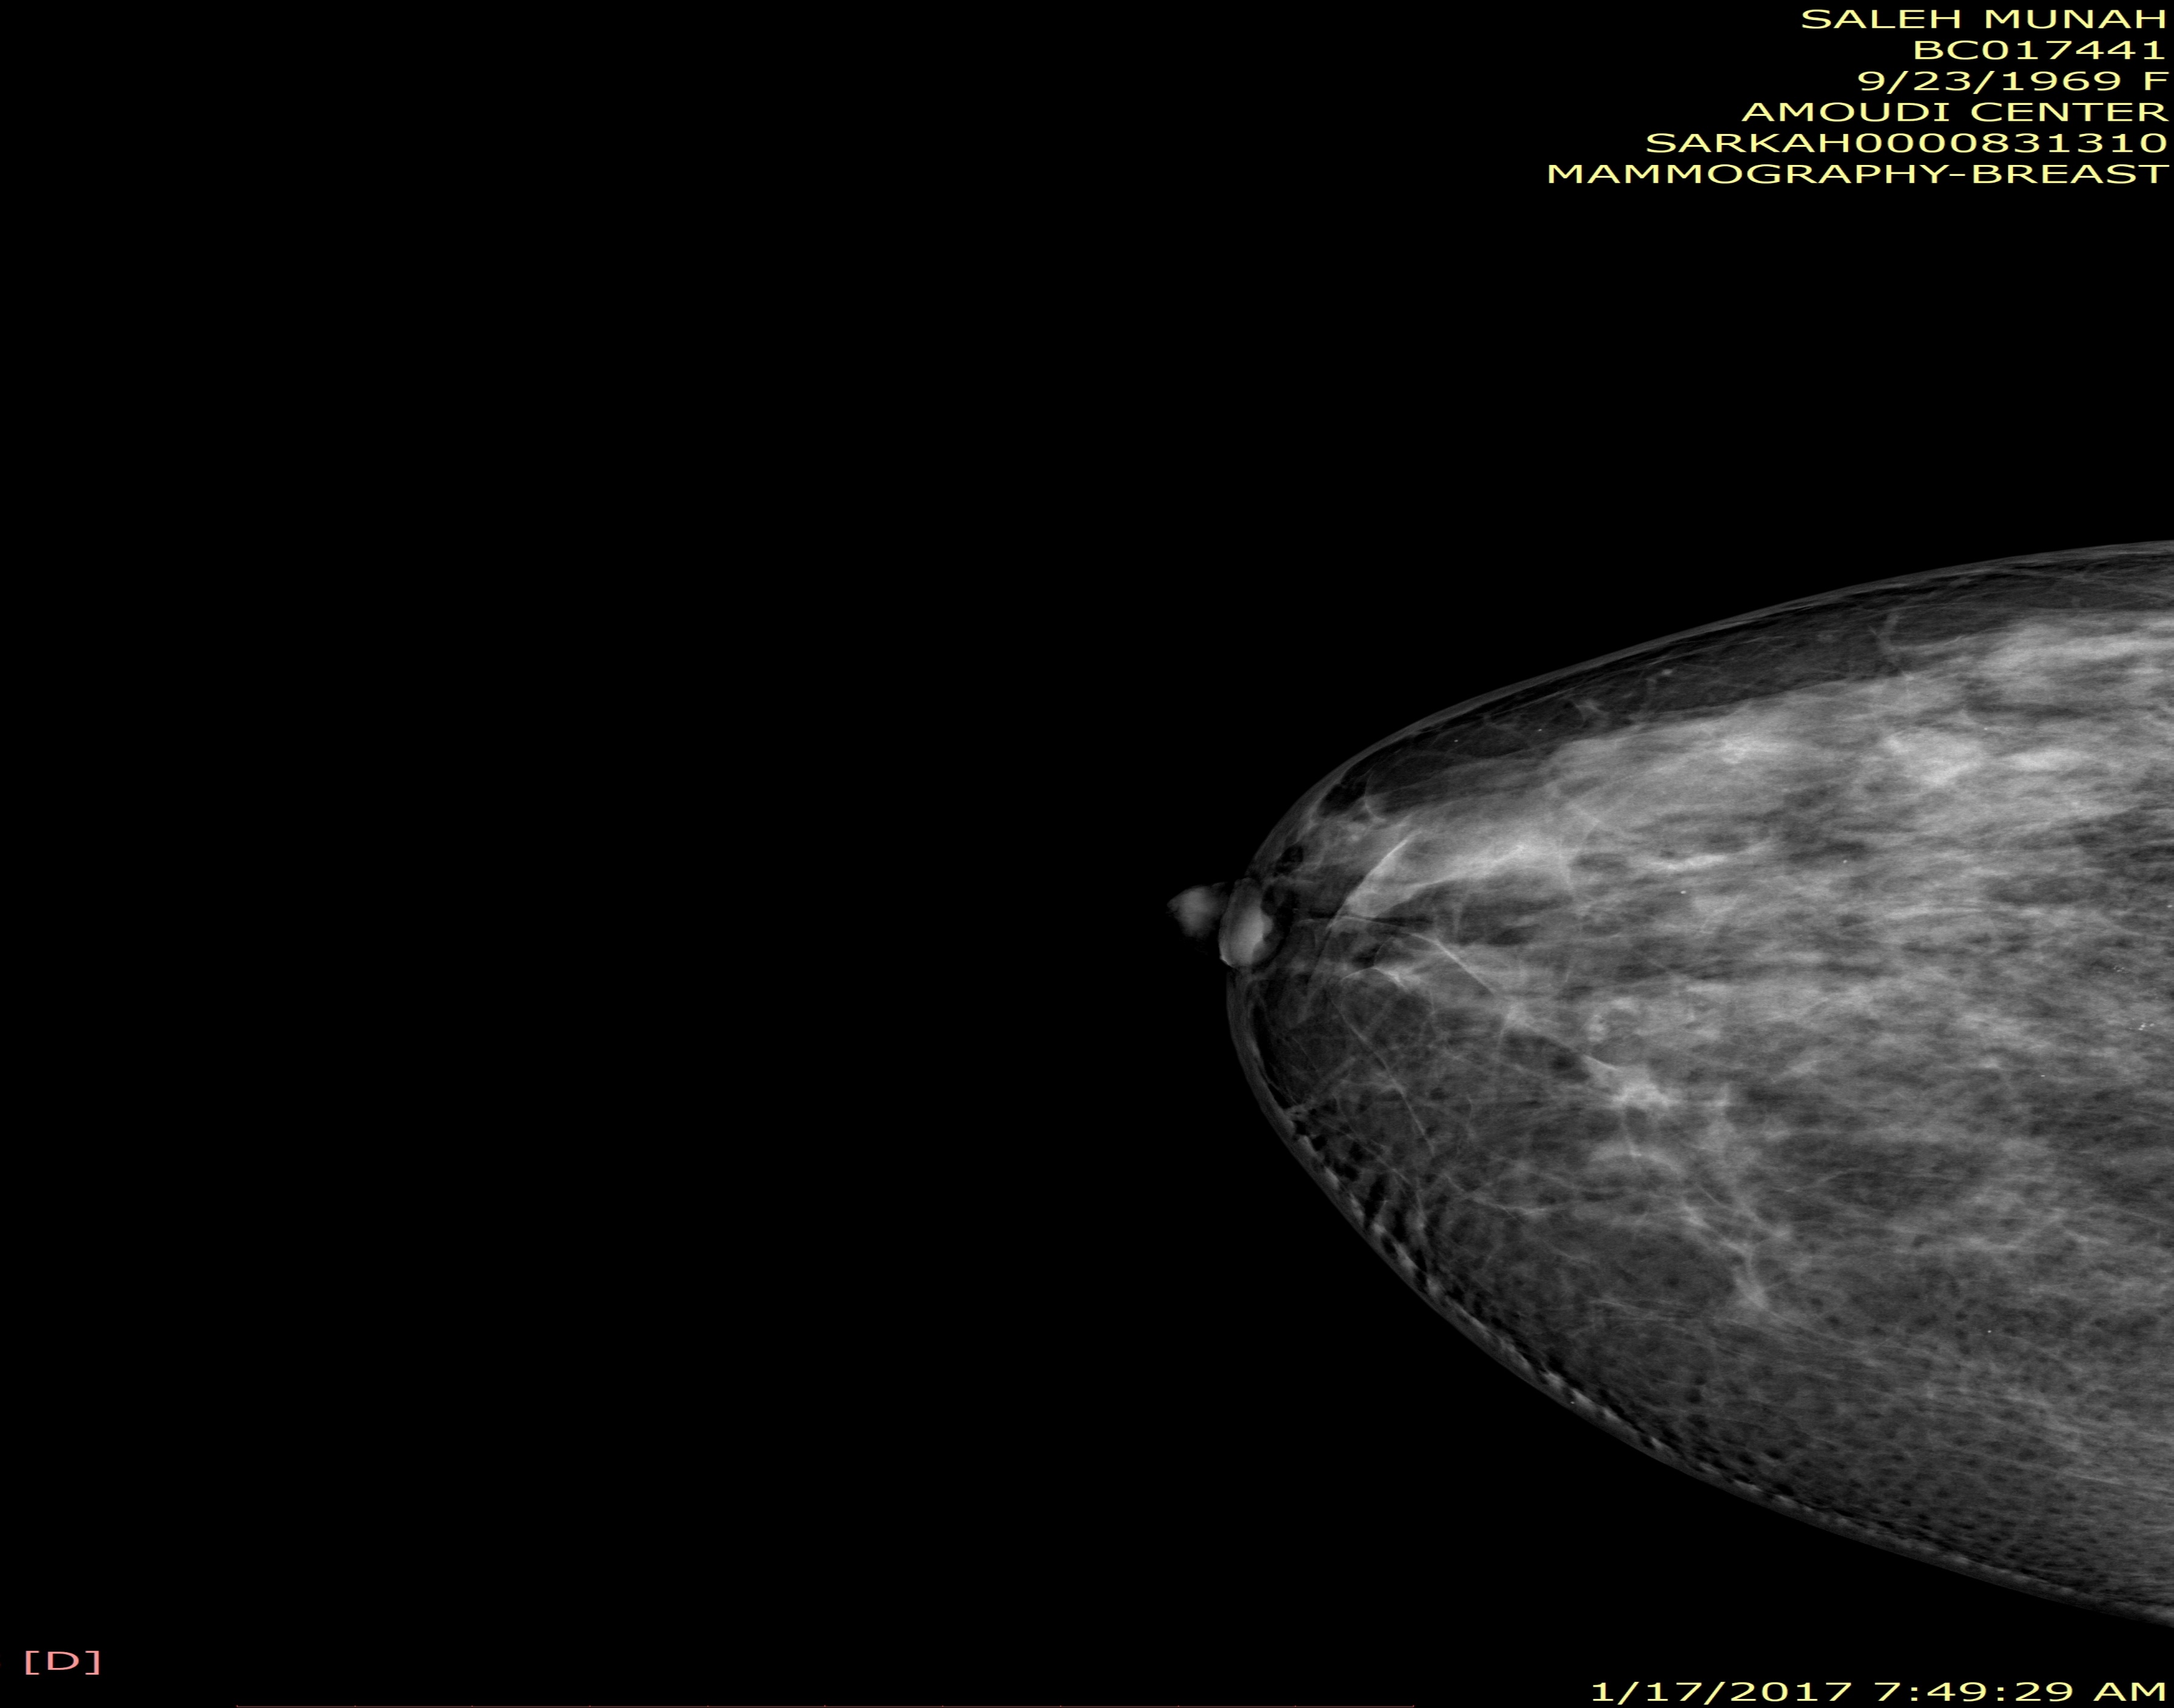 SALEH MUNAH
BC017441
9/23/1969 F
AMOUDI CENTER
SARKAH0000831310
MAMMOGRAPHY-BREAST
[D]
1/17/2017 7:49:29 AM